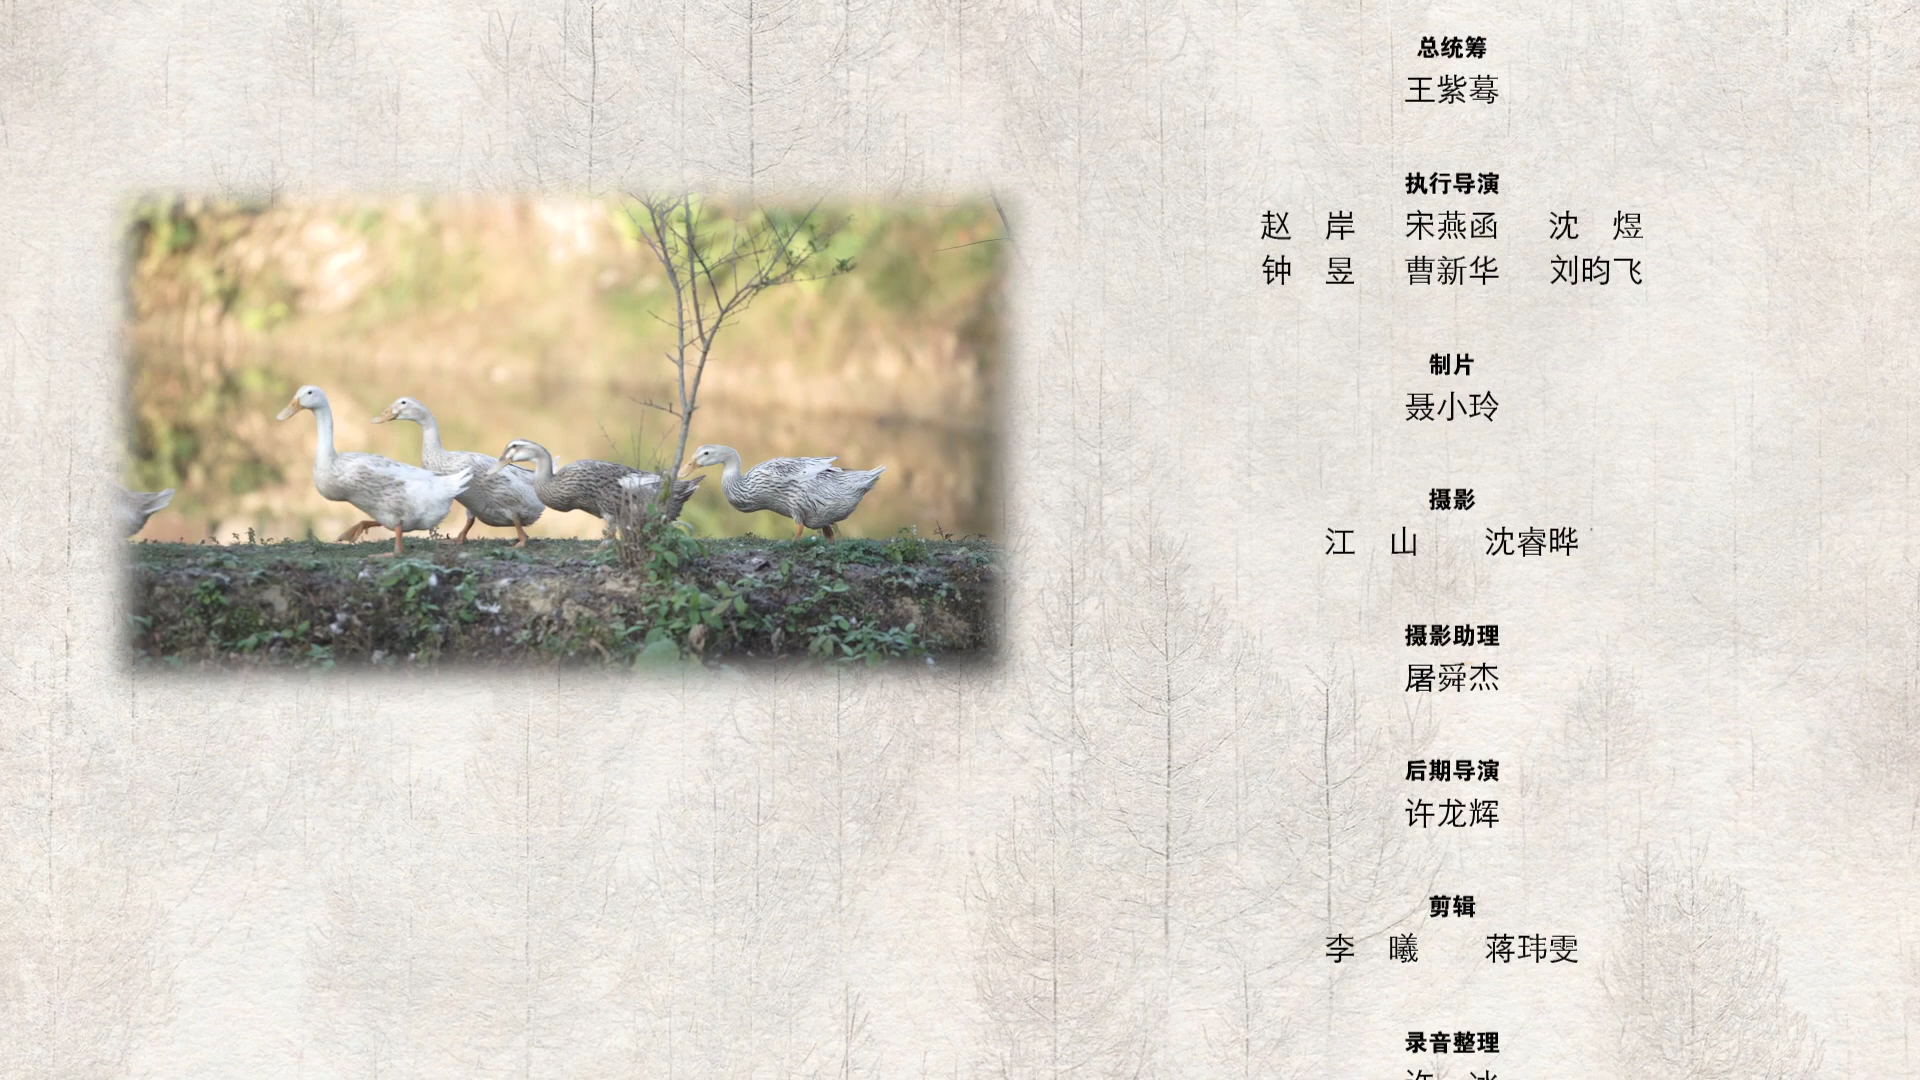 总统筹
王紫蓦
执行导演
赵　岸　宋燕函　沈　煜
钟　昱　曹新华　刘昀飞
制片
聂小玲
摄影
江　山　沈睿晔
摄影助理
屠舜杰
后期导演
许龙辉
剪辑
李　曦　蒋玮雯
录音整理